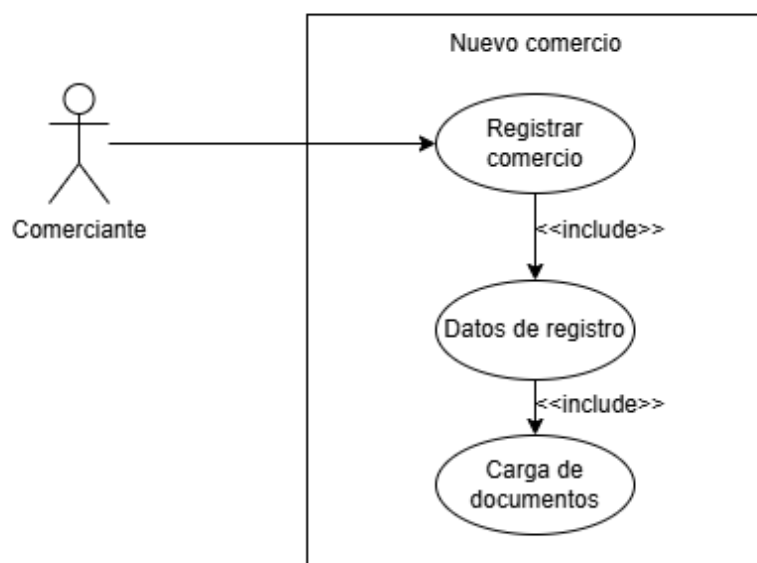 Nuevo comercio
Registrar
comercio
Comerciante
<<include>>
Datos de registro
<<include>>
Carga de
documentos